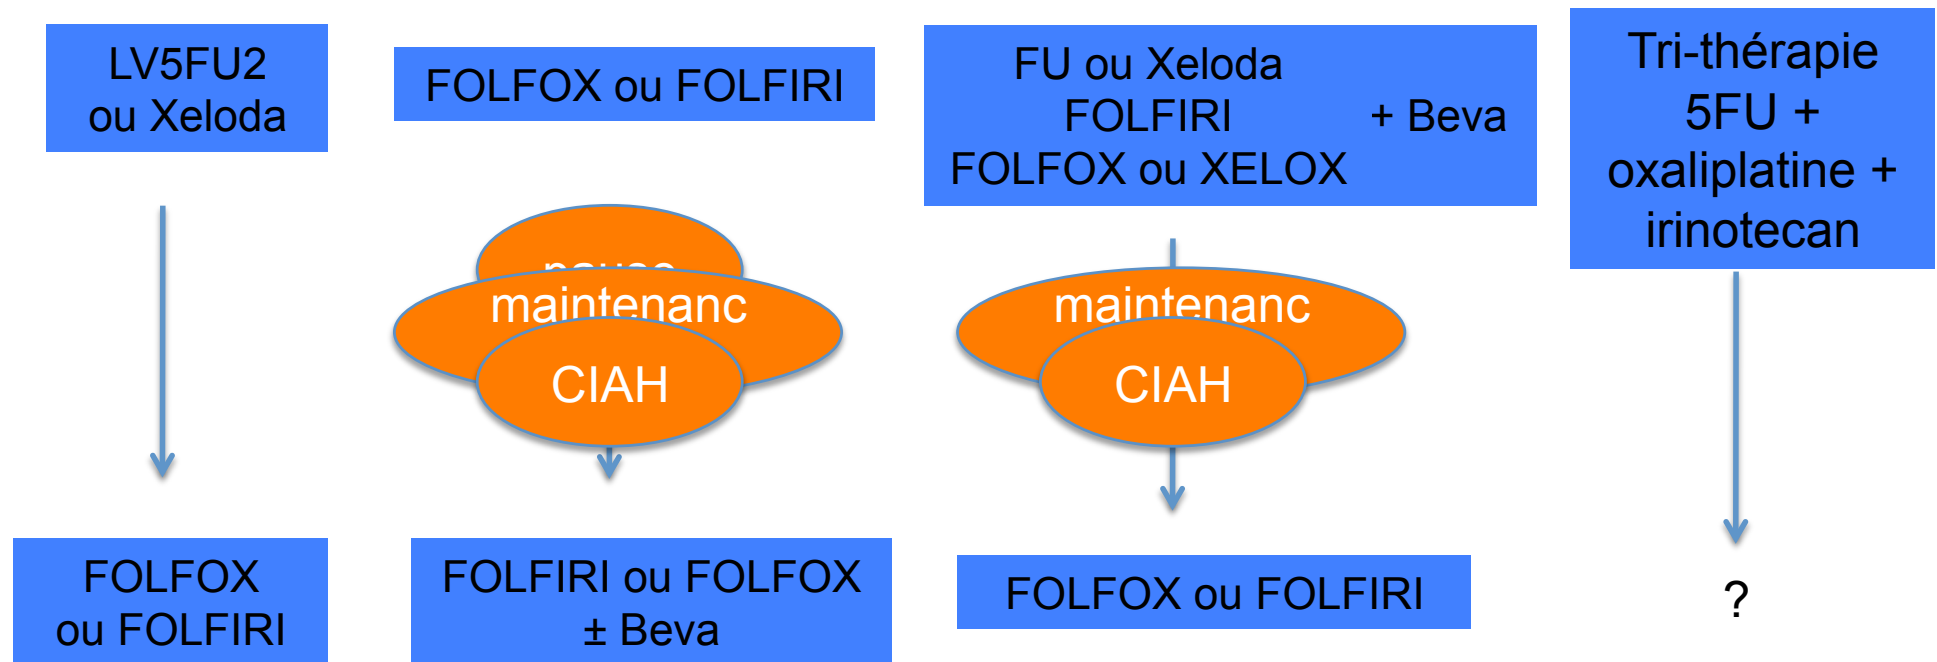 LV5FU2
ou Xeloda
FOLFOX ou FOLFIRI
FU ou Xeloda
FOLFIRI + Beva
FOLFOX ou XELOX
Tri-thérapie
5FU +
oxaliplatine +
irinotecan
pause
maintenanc
CIAH
maintenanc
CIAH
FOLFOX
ou FOLFIRI
FOLFIRI ou FOLFOX
± Beva
FOLFOX ou FOLFIRI
?